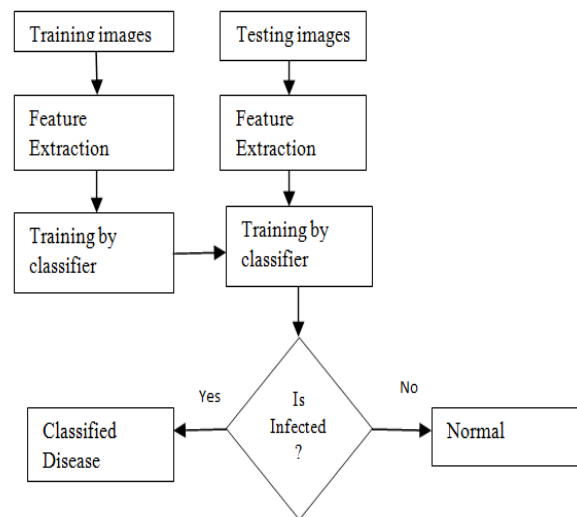 Training images
Testing images
Feature
Extraction
Feature
Extraction
Training by
classifier
Training by
classifier
Is
Infected
?
Yes
No
Classified
Disease
Normal